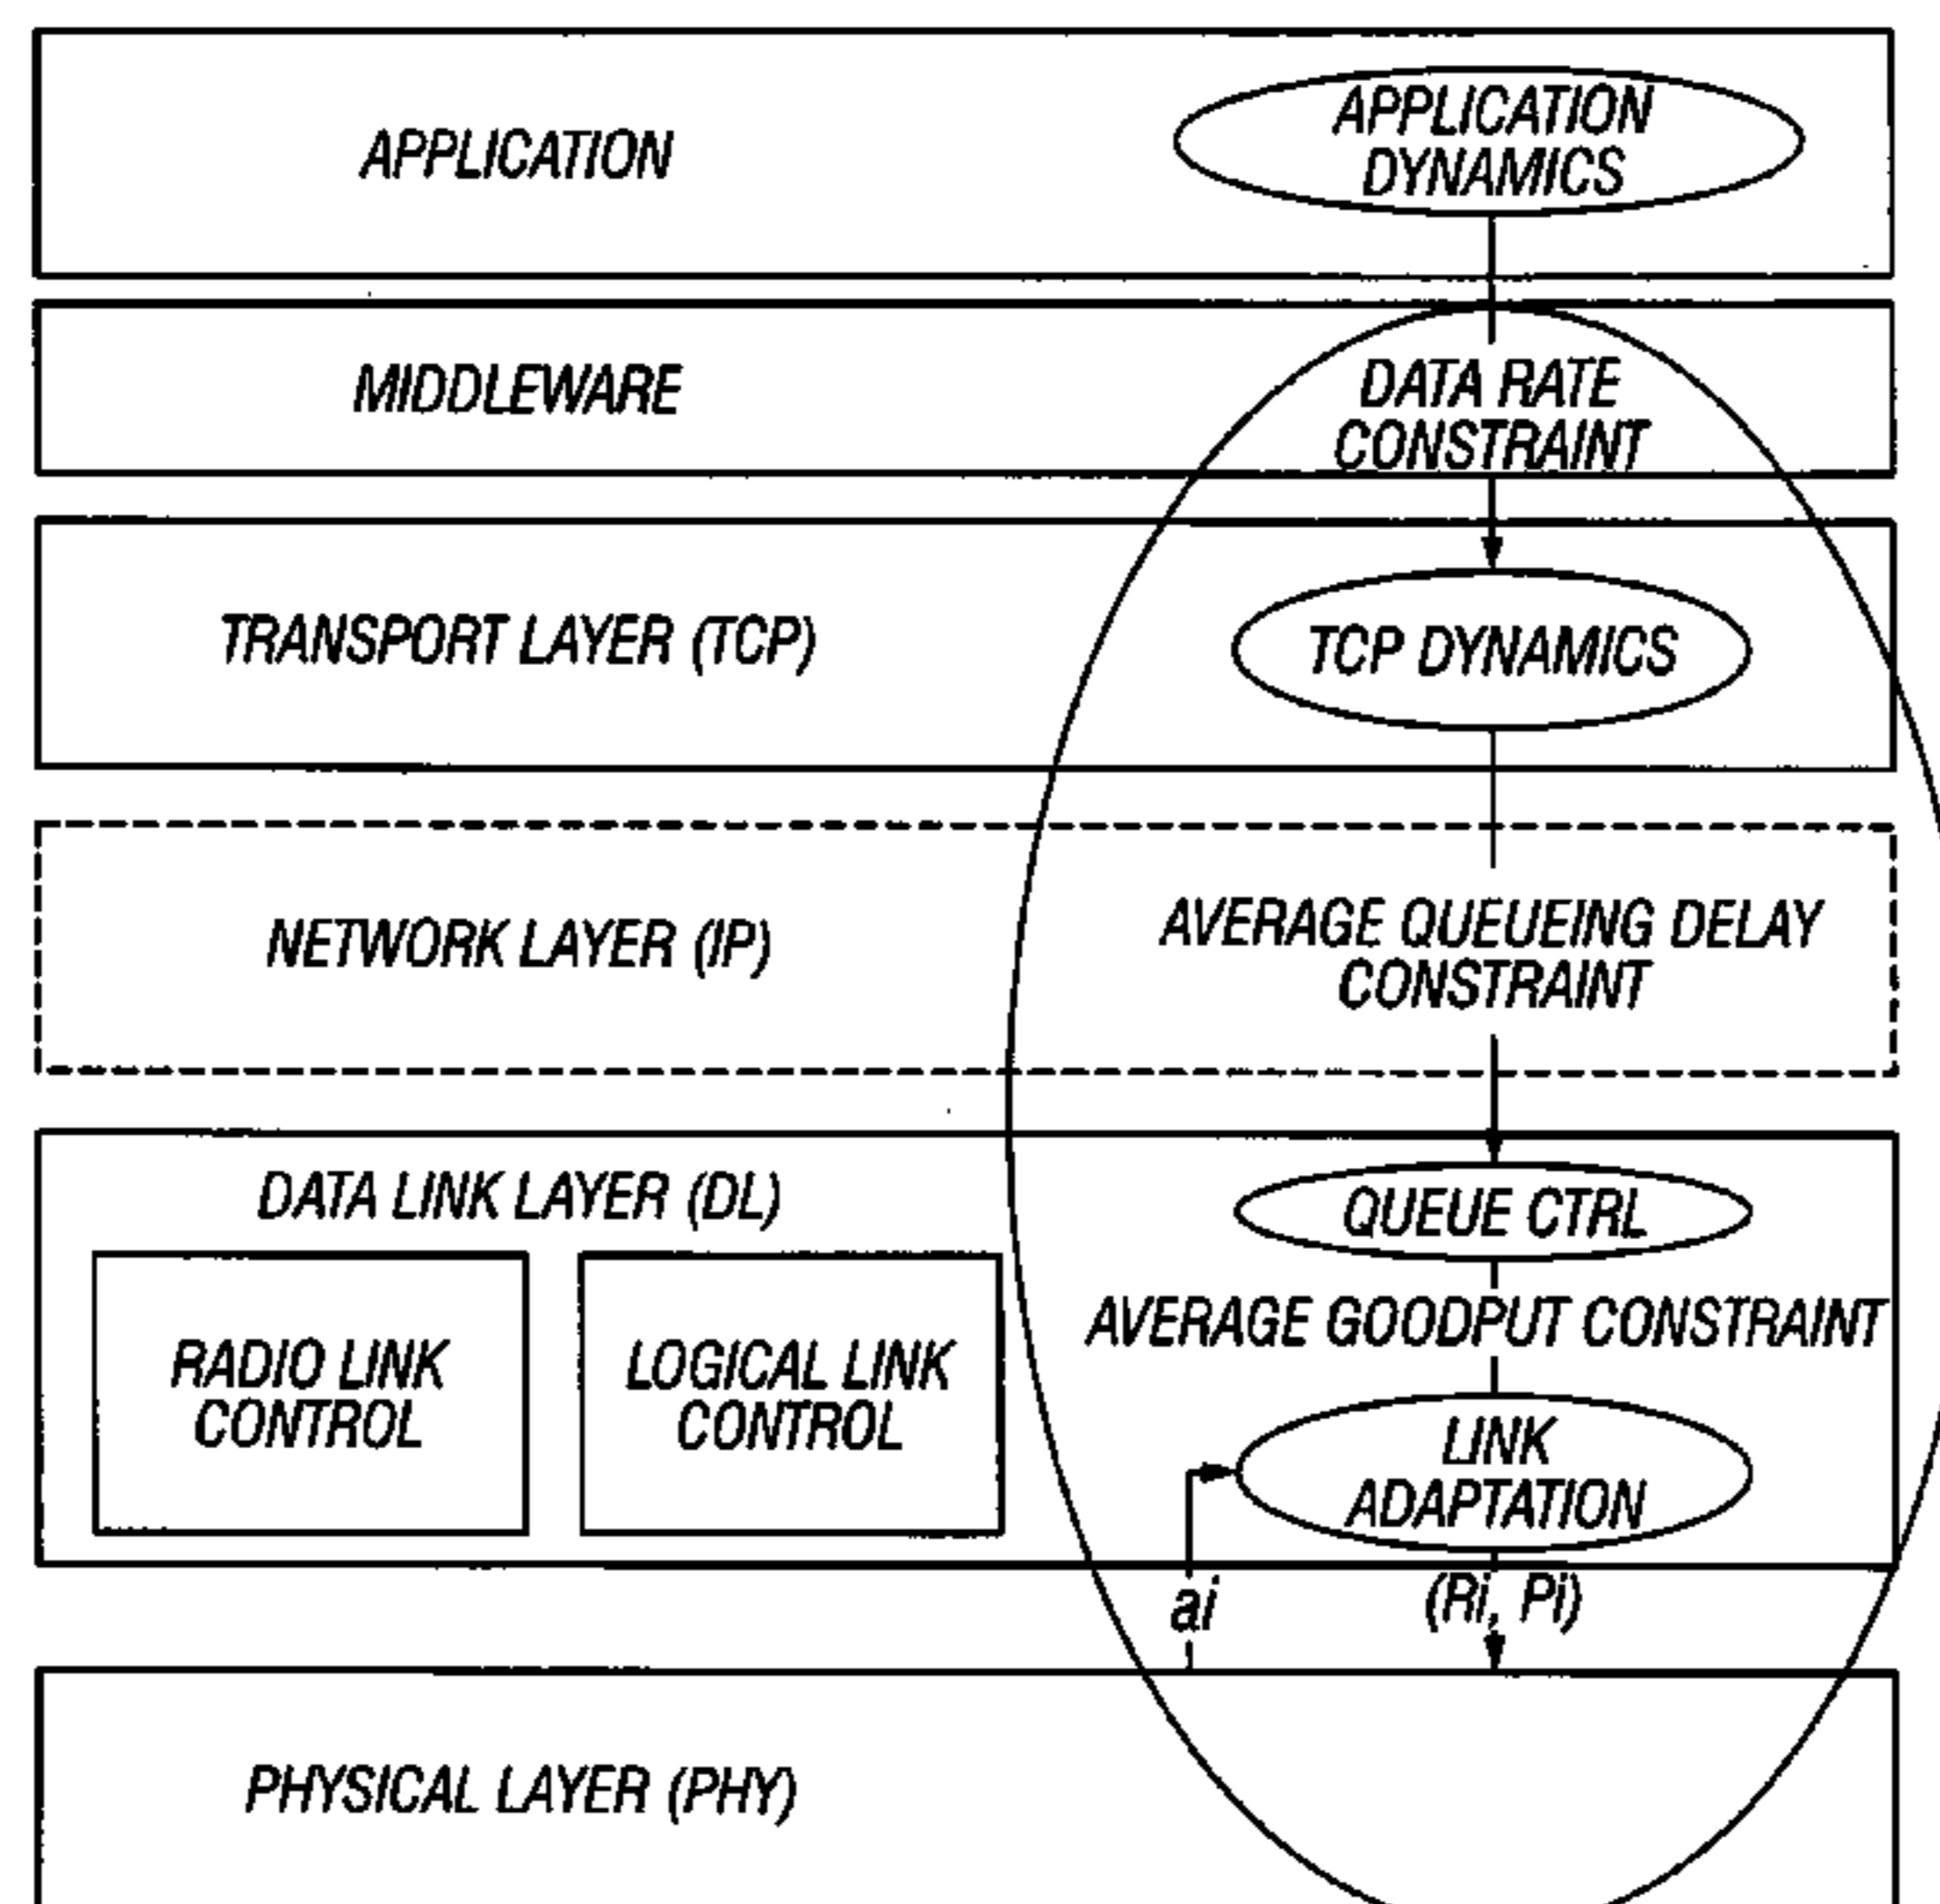 APPLICATION
APPLICATION
DYNAMICS
MIDDLEWARE
DATA RATE
CONSTRAINT
TRANSPORT LAYER (TCP)
TCP DYNAMICS
NETWORK LAYER (IP)
AVERAGE QUEUEING DELAY
CONSTRAINT
DATA LINK LAYER (DL)
QUEUE CTRL
AVERAGE GOODPUT CONSTRAINT
RADIO LINK
CONTROL
LOGICAL LINK
CONTROL
LINK
ADAPTATION
ai
(Ri, Pi)
PHYSICAL LAYER (PHY)